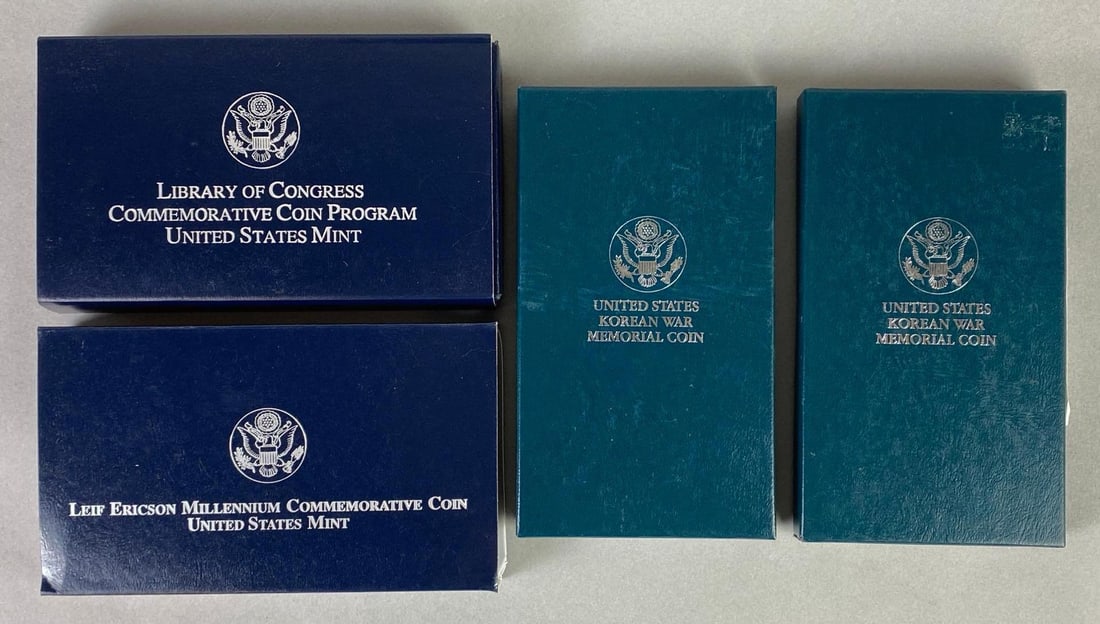 LIBRARY OF CONGRESS
COMMEMORATIVE COIN PROGRAM
UNITED STATES MINT
LEIF ERICSON MILLENNIUM COMMEMORATIVE COIN
UNITED STATES MINT
UNITED STATES
KOREAN WAR
MEMORIAL COIN
UNITED STATES
KOREAN WAR
MEMORIAL COIN